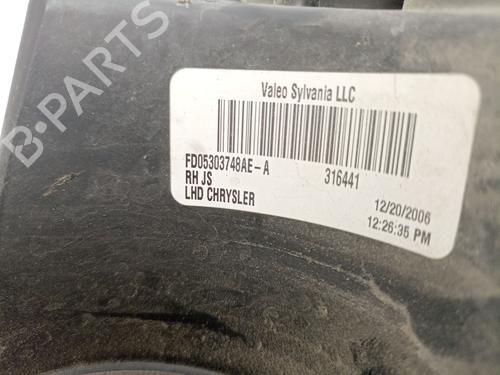 Valeo Sylvania LLC
FD05303748AE-A
316441
RH JS
LHD CHRYSLER
12/20/2006
12:26:35 PM
B-PARTS